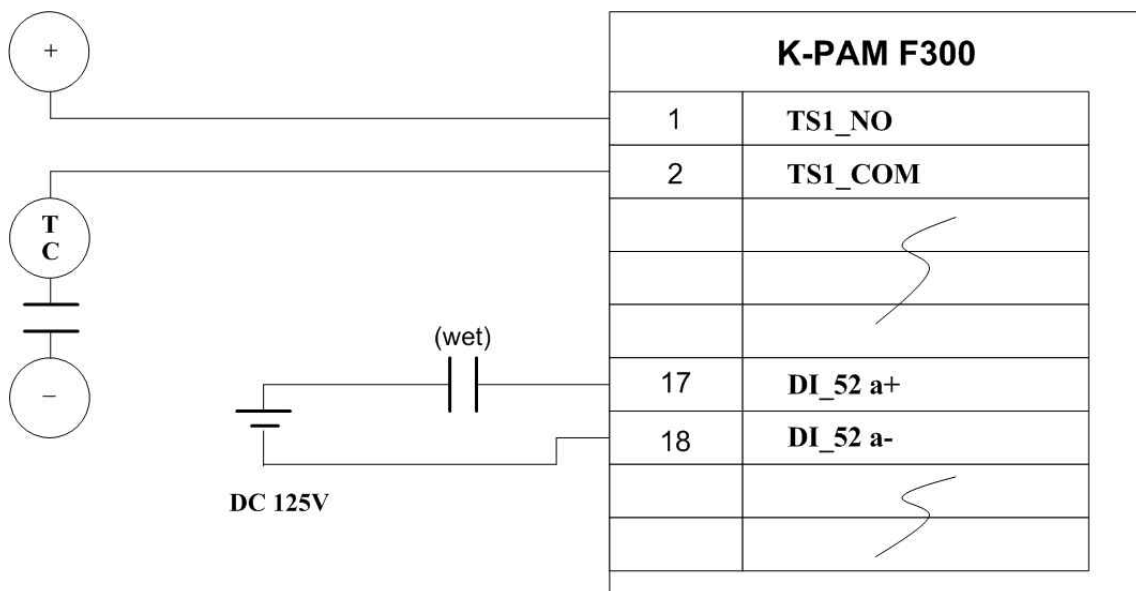 +
K-PAM F300
1 TS1_NO
2 TS1_COM
T
C
(wet)
−
17 DI_52 a+
18 DI_52 a-
DC 125V